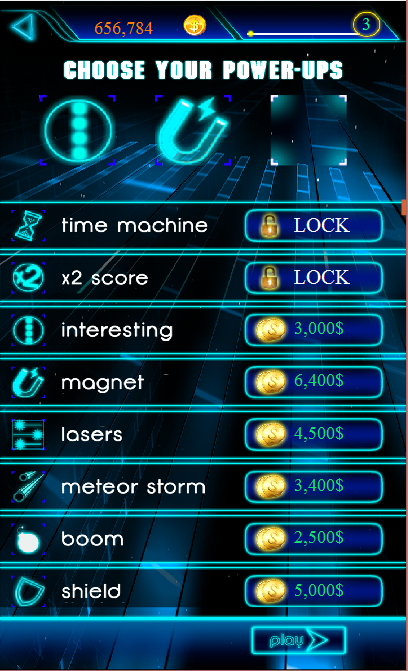 656,784 3
CHOOSE YOUR POWER-UPS
time machine LOCK
x2 score LOCK
interesting 3,000$
magnet 6,400$
lasers 4,500$
meteor storm 3,400$
boom 2,500$
shield 5,000$
play